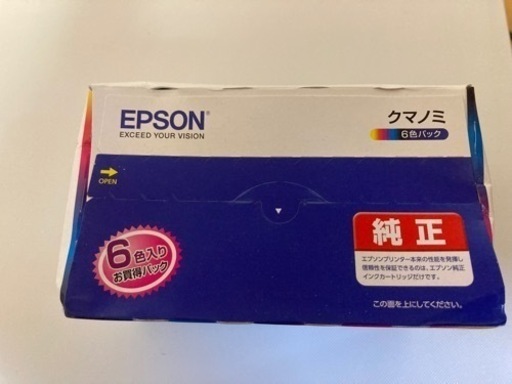 EPSON
EXCEED YOUR VISION
クマノミ
6色パック
OPEN
6色入り
お買得パック
純正
エプソンプリンター本来の性能を発揮し
信頼性を保証できるのは、エプソン純正
インクカートリッジだけです。
この面を上にしてください。